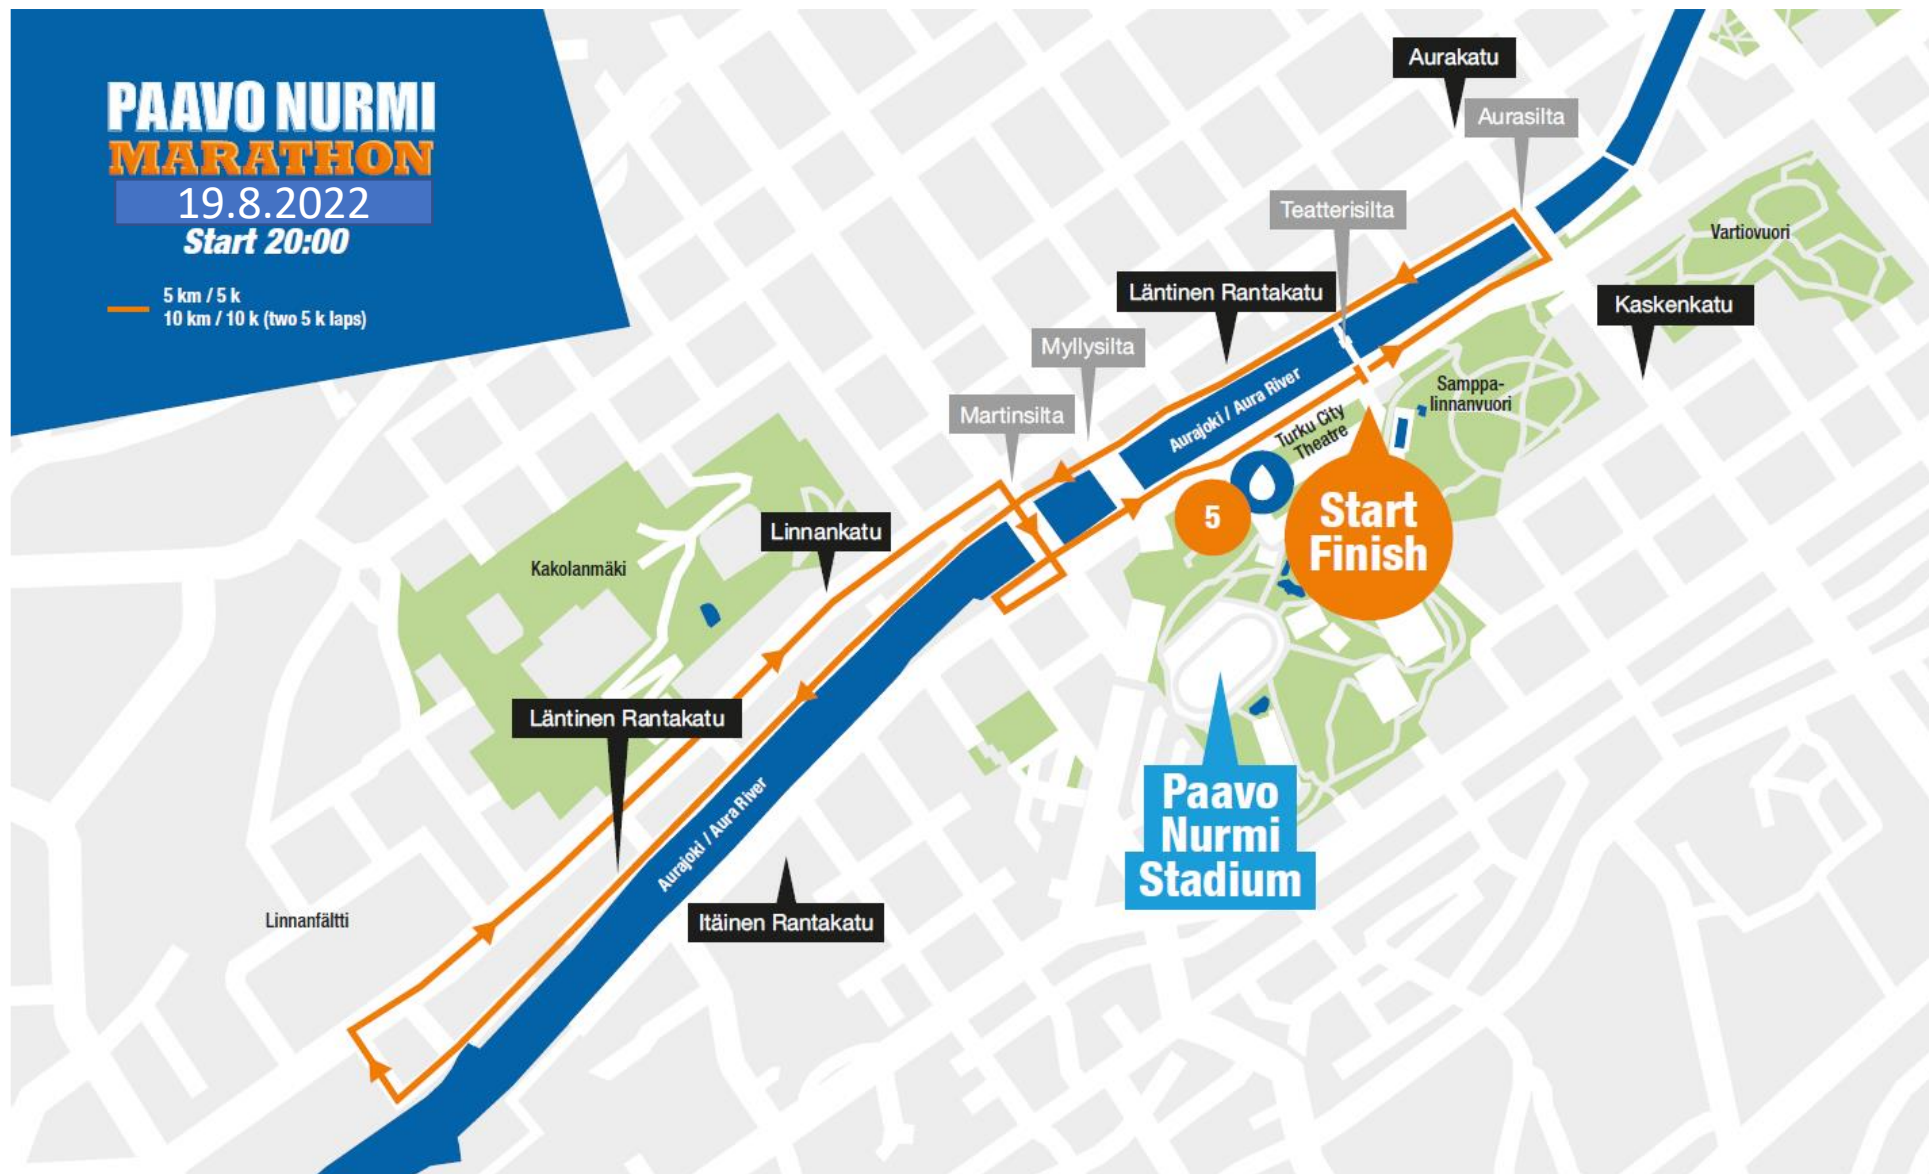 PAAVO NURMI
MARATHON
19.8.2022
Start 20:00
5 km / 5 k
10 km / 10 k (two 5 k laps)
Aurakatu
Aurasilta
Teatterisilta
Vartiovuori
Läntinen Rantakatu
Kaskenkatu
Myllysilta
Samppa-
linnanvuori
Aurajoki / Aura River
Martinsilta
Turku City
Theatre
5
Start
Finish
Linnankatu
Kakolanmäki
Läntinen Rantakatu
Paavo
Nurmi
Stadium
Aurajoki / Aura River
Itäinen Rantakatu
Linnanfältti